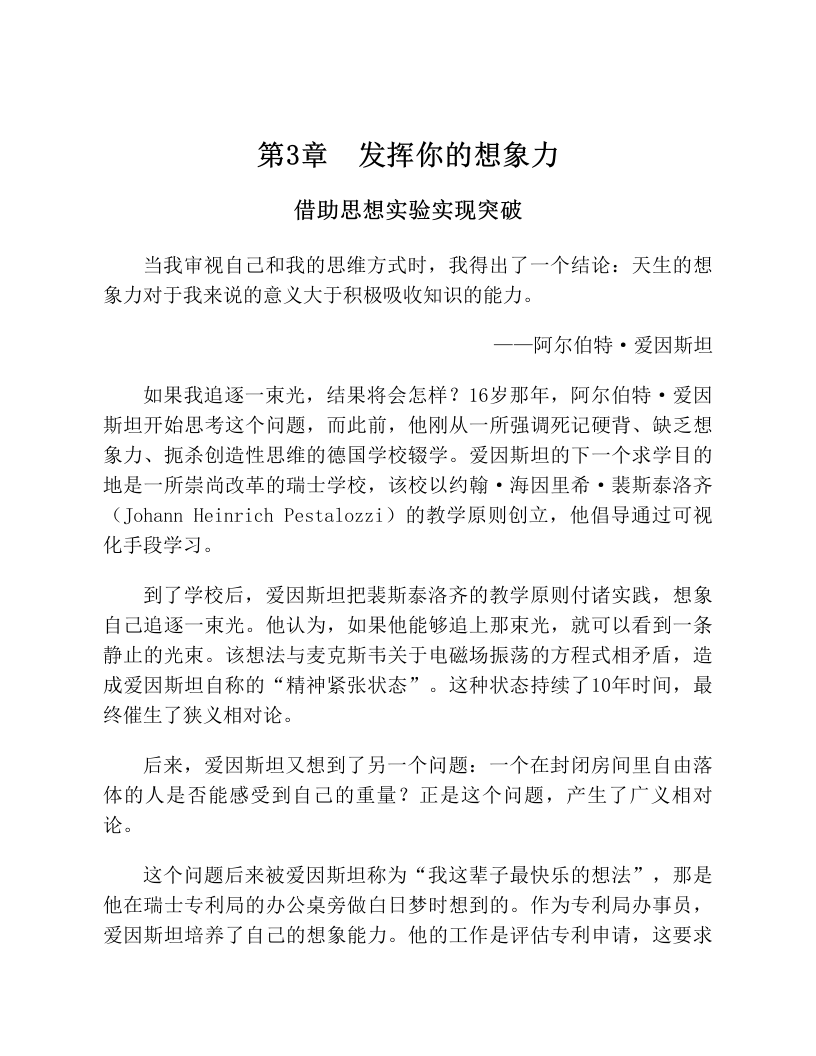 第3章　发挥你的想象力
借助思想实验实现突破
当我审视自己和我的思维方式时，我得出了一个结论：天生的想
象力对于我来说的意义大于积极吸收知识的能力。
——阿尔伯特·爱因斯坦
如果我追逐一束光，结果将会怎样？16岁那年，阿尔伯特·爱因
斯坦开始思考这个问题，而此前，他刚从一所强调死记硬背、缺乏想
象力、扼杀创造性思维的德国学校辍学。爱因斯坦的下一个求学目的
地是一所崇尚改革的瑞士学校，该校以约翰·海因里希·裴斯泰洛齐
（Johann Heinrich Pestalozzi）的教学原则创立，他倡导通过可视
化手段学习。
到了学校后，爱因斯坦把裴斯泰洛齐的教学原则付诸实践，想象
自己追逐一束光。他认为，如果他能够追上那束光，就可以看到一条
静止的光束。该想法与麦克斯韦关于电磁场振荡的方程式相矛盾，造
成爱因斯坦自称的“精神紧张状态”。这种状态持续了10年时间，最
终催生了狭义相对论。
后来，爱因斯坦又想到了另一个问题：一个在封闭房间里自由落
体的人是否能感受到自己的重量？正是这个问题，产生了广义相对
论。
这个问题后来被爱因斯坦称为“我这辈子最快乐的想法”，那是
他在瑞士专利局的办公桌旁做白日梦时想到的。作为专利局办事员，
爱因斯坦培养了自己的想象能力。他的工作是评估专利申请，这要求